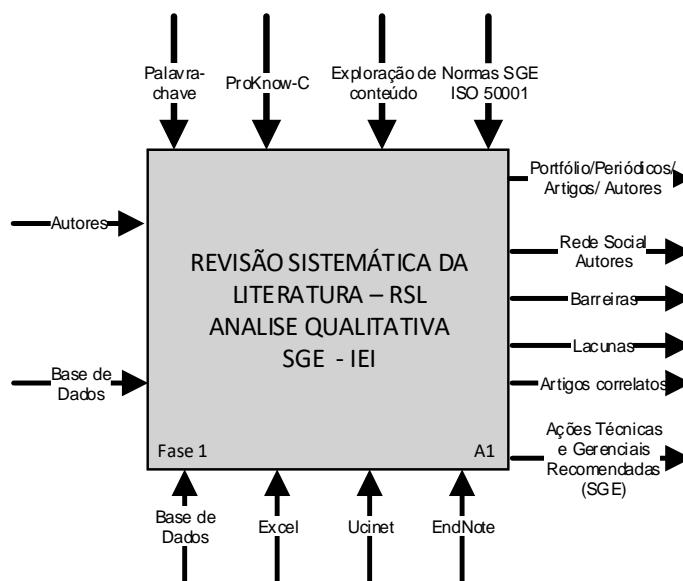 Palavra-
chave
ProKnow-C
Exploração de
conteúdo
Normas SGE
ISO 50001
Autores
Base de
Dados
REVISÃO SISTEMÁTICA DA
LITERATURA – RSL
ANALISE QUALITATIVA
SGE - IEI
Fase 1
A1
Portfólio/Periódicos/
Artigos/ Autores
Rede Social
Autores
Barreiras
Lacunas
Artigos correlatos
Ações Técnicas
e Gerenciais
Recomendadas
(SGE)
Base de
Dados
Excel
Ucinet
EndNote